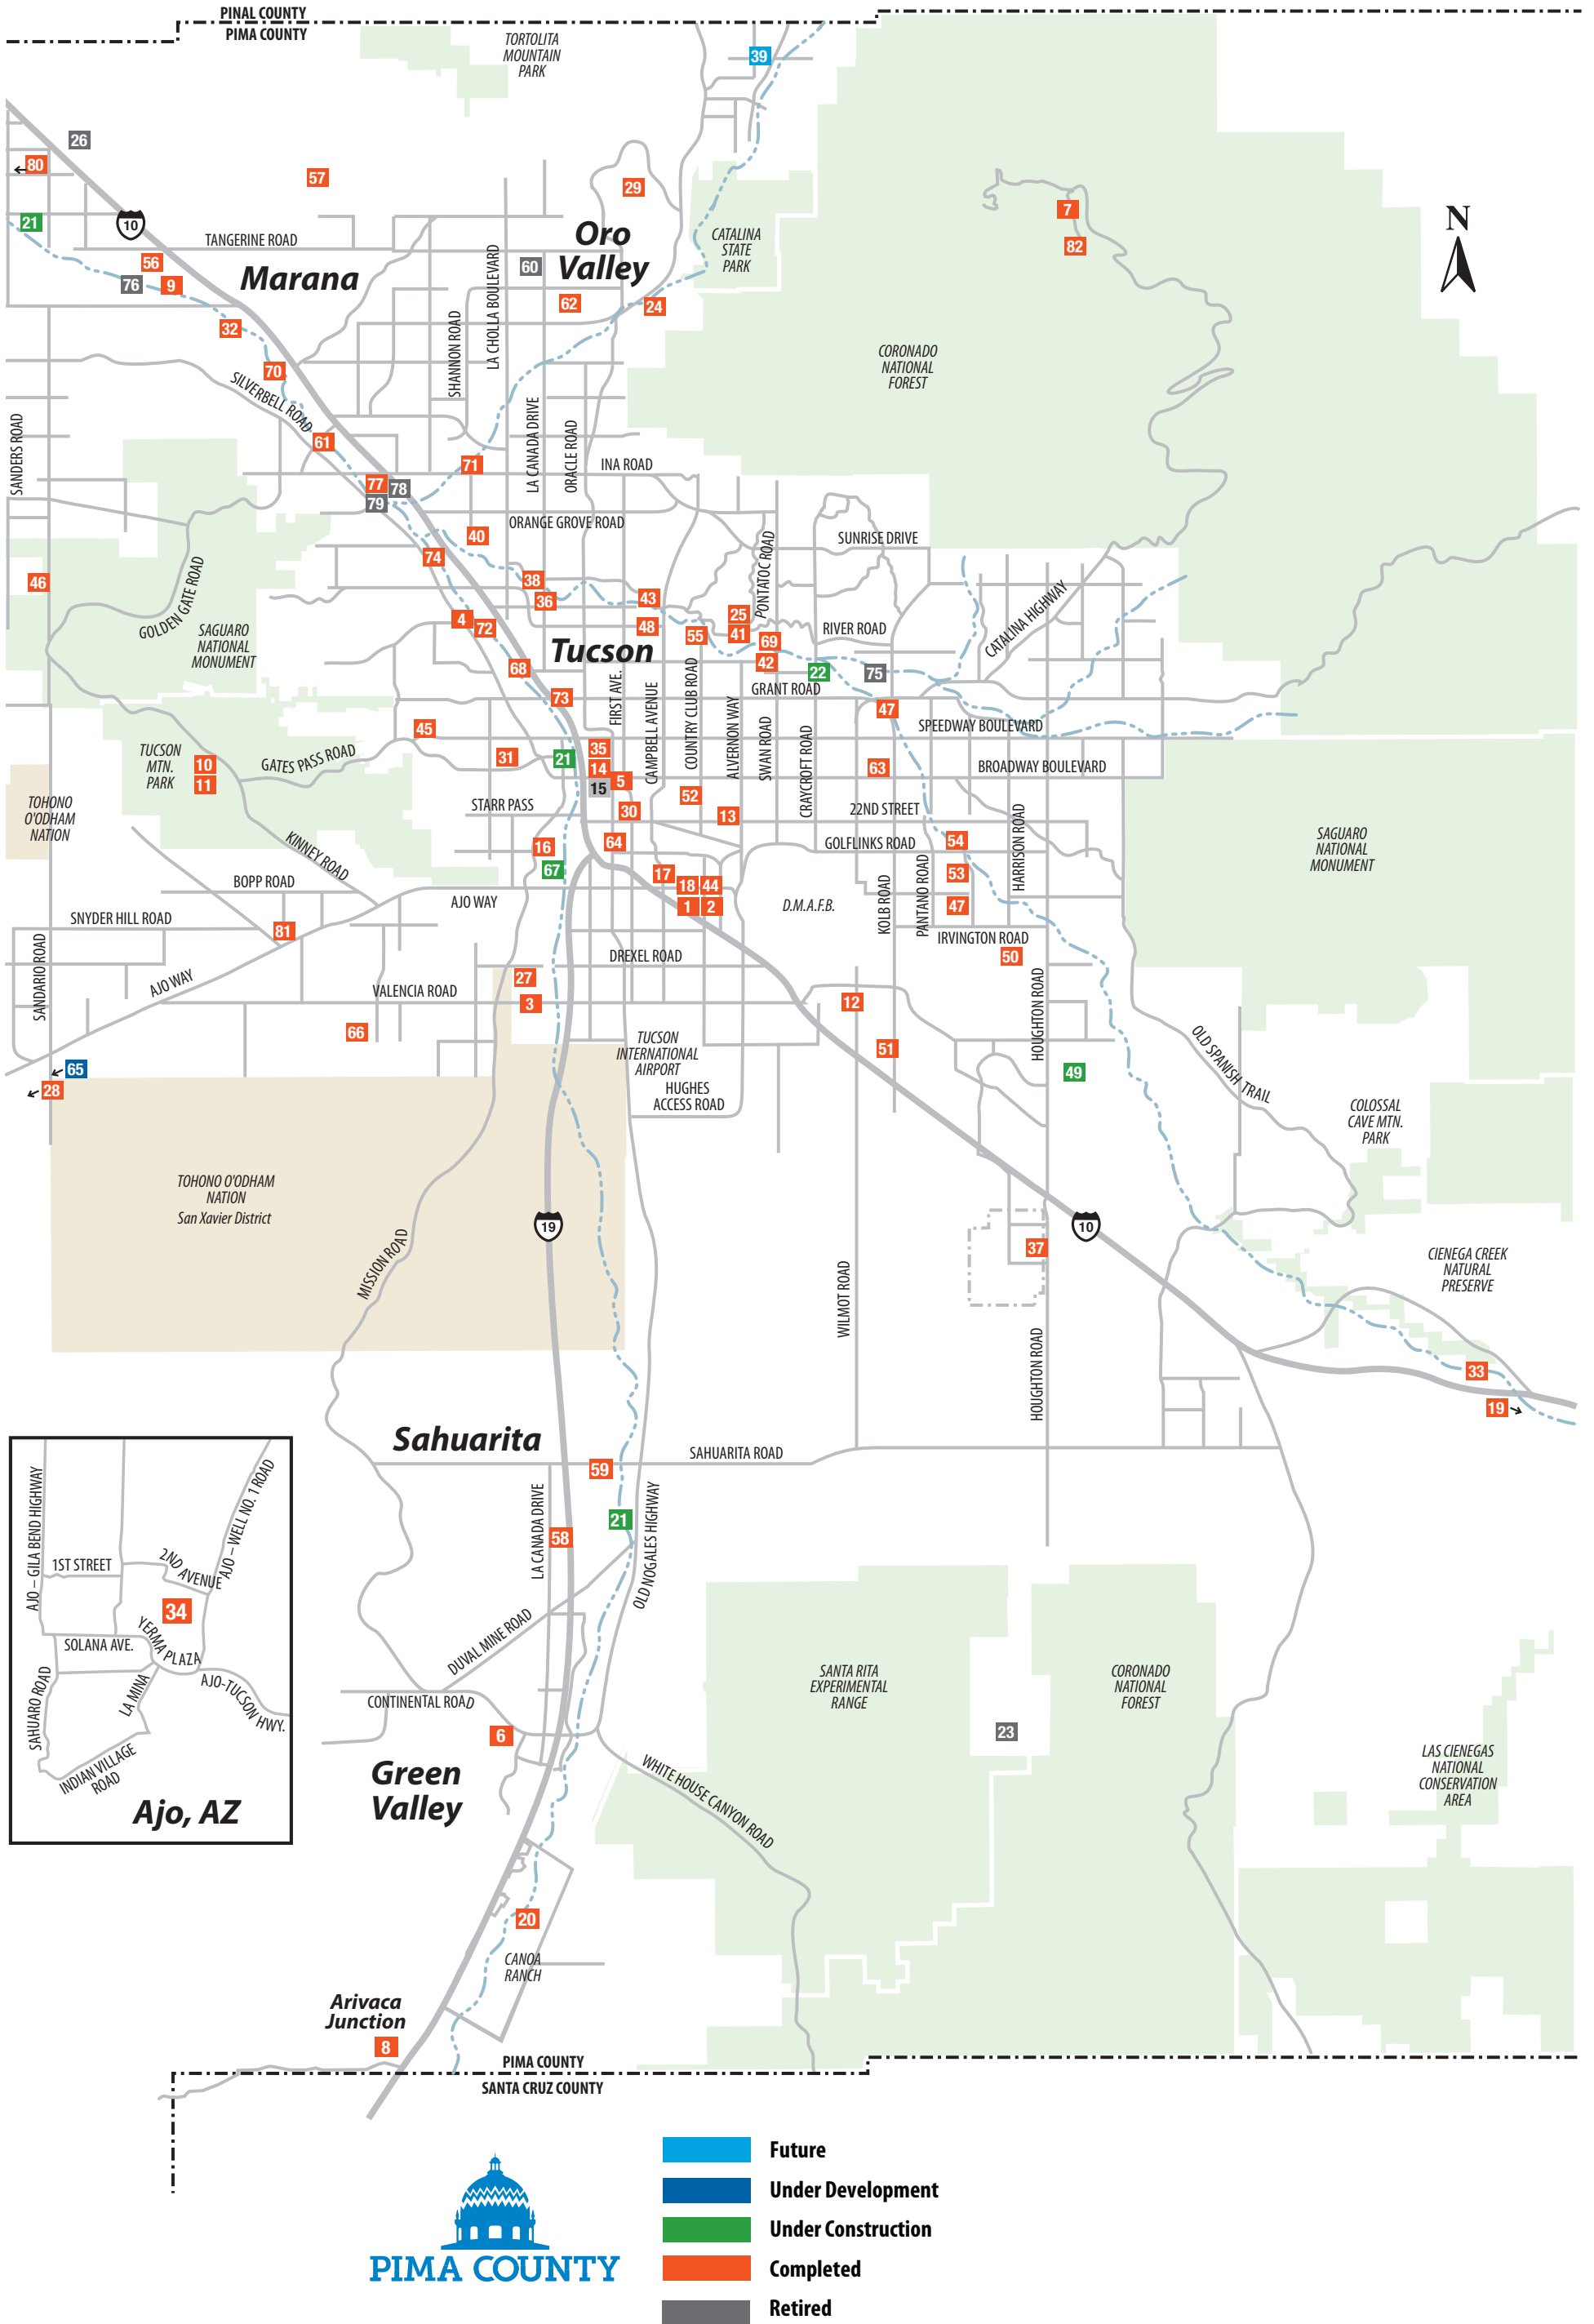 PINAL COUNTY
PIMA COUNTY
TORTOLITA
MOUNTAIN
PARK
39
26
80
57
29
7
82
N
21
10
TANGERINE ROAD
Oro
Valley
CATALINA
STATE
PARK
56
76
9
Marana
60
62
24
32
LA CHOLLA BOULEVARD
SHANNON ROAD
CORONADO
NATIONAL
FOREST
70
SILVERBELL ROAD
61
SANDERS ROAD
LA CANADA DRIVE
ORACLE ROAD
71
INA ROAD
77
78
79
ORANGE GROVE ROAD
40
SUNRISE DRIVE
PONTATOC ROAD
74
46
GOLDEN GATE ROAD
38
36
43
25
CATALINA HIGHWAY
4
72
48
55
41
69
RIVER ROAD
SAGUARO
NATIONAL
MONUMENT
Tucson
68
42
22
75
73
GRANT ROAD
47
FIRST AVE.
CAMPBELL AVENUE
COUNTRY CLUB ROAD
ALVERNON WAY
SWAN ROAD
CRAYCROFT ROAD
SPEEDWAY BOULEVARD
45
31
21
35
14
15
5
TUCSON
MTN.
PARK
10
11
GATES PASS ROAD
63
BROADWAY BOULEVARD
TOHONO
O'ODHAM
NATION
STARR PASS
52
30
13
22ND STREET
HARRISON ROAD
KINNEY ROAD
16
64
GOLFLINKS ROAD
54
SAGUARO
NATIONAL
MONUMENT
67
17
53
BOPP ROAD
18
44
1
2
AJO WAY
D.M.A.F.B.
KOLB ROAD
PANTANO ROAD
47
SNYDER HILL ROAD
81
IRVINGTON ROAD
SANDARIO ROAD
50
DREXEL ROAD
AJO WAY
27
VALENCIA ROAD
3
12
HOUGHTON ROAD
66
TUCSON
INTERNATIONAL
AIRPORT
51
OLD SPANISH TRAIL
65
28
49
HUGHES
ACCESS ROAD
COLOSSAL
CAVE MTN.
PARK
TOHONO O'ODHAM
NATION
San Xavier District
19
10
MISSION ROAD
37
WILMOT ROAD
CIENEGA CREEK
NATURAL
PRESERVE
HOUGHTON ROAD
33
19
Sahuarita
SAHUARITA ROAD
59
LA CANADA DRIVE
58
21
OLD NOGALES HIGHWAY
AJO – GILA BEND HIGHWAY
AJO – WELL NO. 1 ROAD
1ST STREET
2ND AVENUE
34
YERMA PLAZA
SOLANA AVE.
SAHUARO ROAD
LA MINA
AJO-TUCSON HWY.
INDIAN VILLAGE
ROAD
Ajo, AZ
DUVAL MINE ROAD
CONTINENTAL ROAD
6
Green
Valley
WHITE HOUSE CANYON ROAD
SANTA RITA
EXPERIMENTAL
RANGE
CORONADO
NATIONAL
FOREST
23
LAS CIENEGAS
NATIONAL
CONSERVATION
AREA
20
CANOA
RANCH
Arivaca
Junction
8
PIMA COUNTY
SANTA CRUZ COUNTY
PIMA COUNTY
Future
Under Development
Under Construction
Completed
Retired